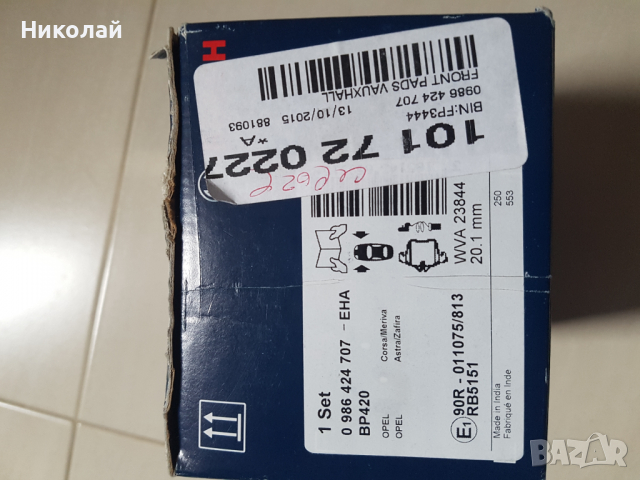 Николай
H
FRONT PADS VAUXHALL
0986 424 707
BIN:FP3444
13/10/2015 881093
*A
101 72 0227
WVA 23844
20.1 mm
250
553
1 Set
0 986 424 707 - EHA
BP420
OPEL Corsa/Meriva
OPEL Astra/Zafira
E1 90R - 011075/813
RB5151
Made in India
Fabriqué en Inde
bazar.bg